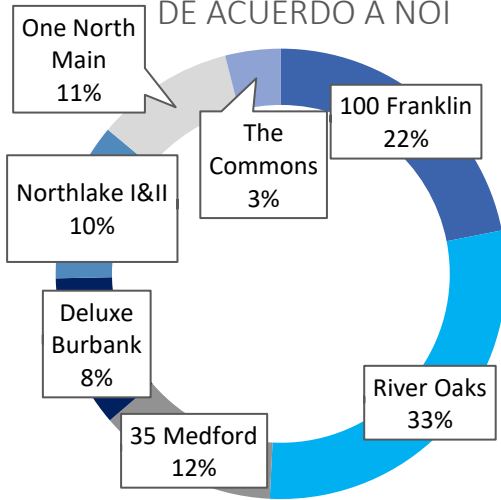 DE ACUERDO A NOI
One North
Main
11%
The
Commons
3%
100 Franklin
22%
Northlake I&II
10%
Deluxe
Burbank
8%
35 Medford
12%
River Oaks
33%